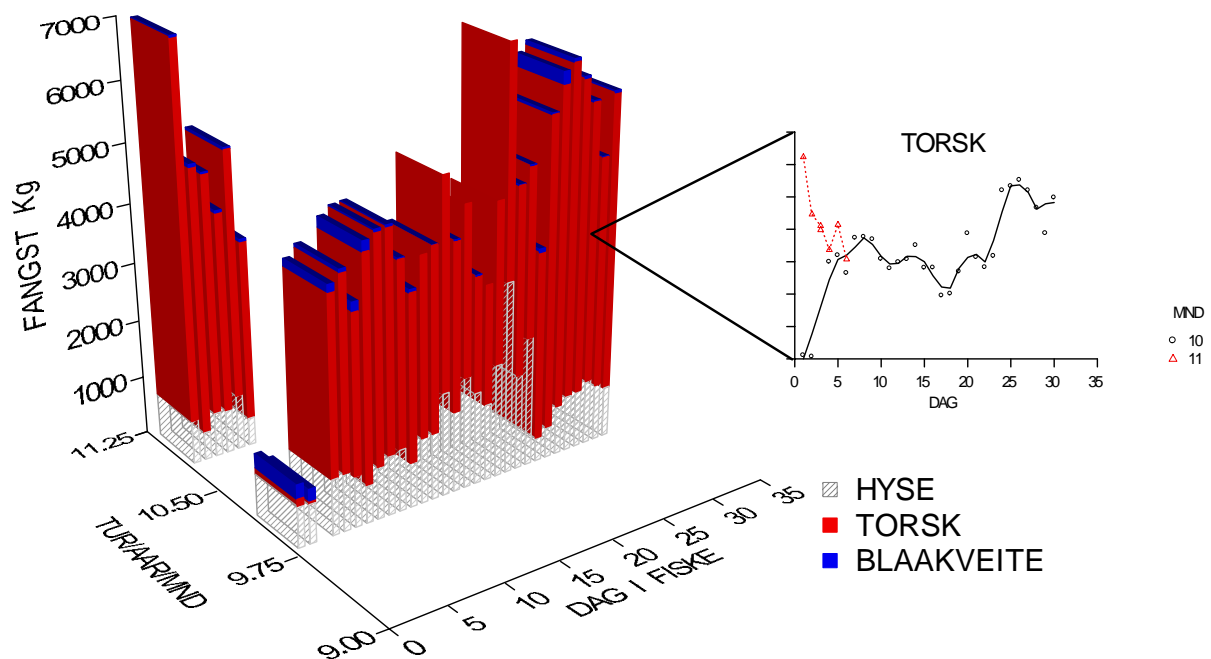 7000
6000
5000
4000
3000
2000
1000
FANGST Kg
11.25
10.50
9.75
9.00
TUR/AAR/MND
0
5
10
15
20
25
30
35
DAG I FISKE
TORSK
0 5 10 15 20 25 30 35
DAG
MND
10
11
HYSE
TORSK
BLAAKVEITE